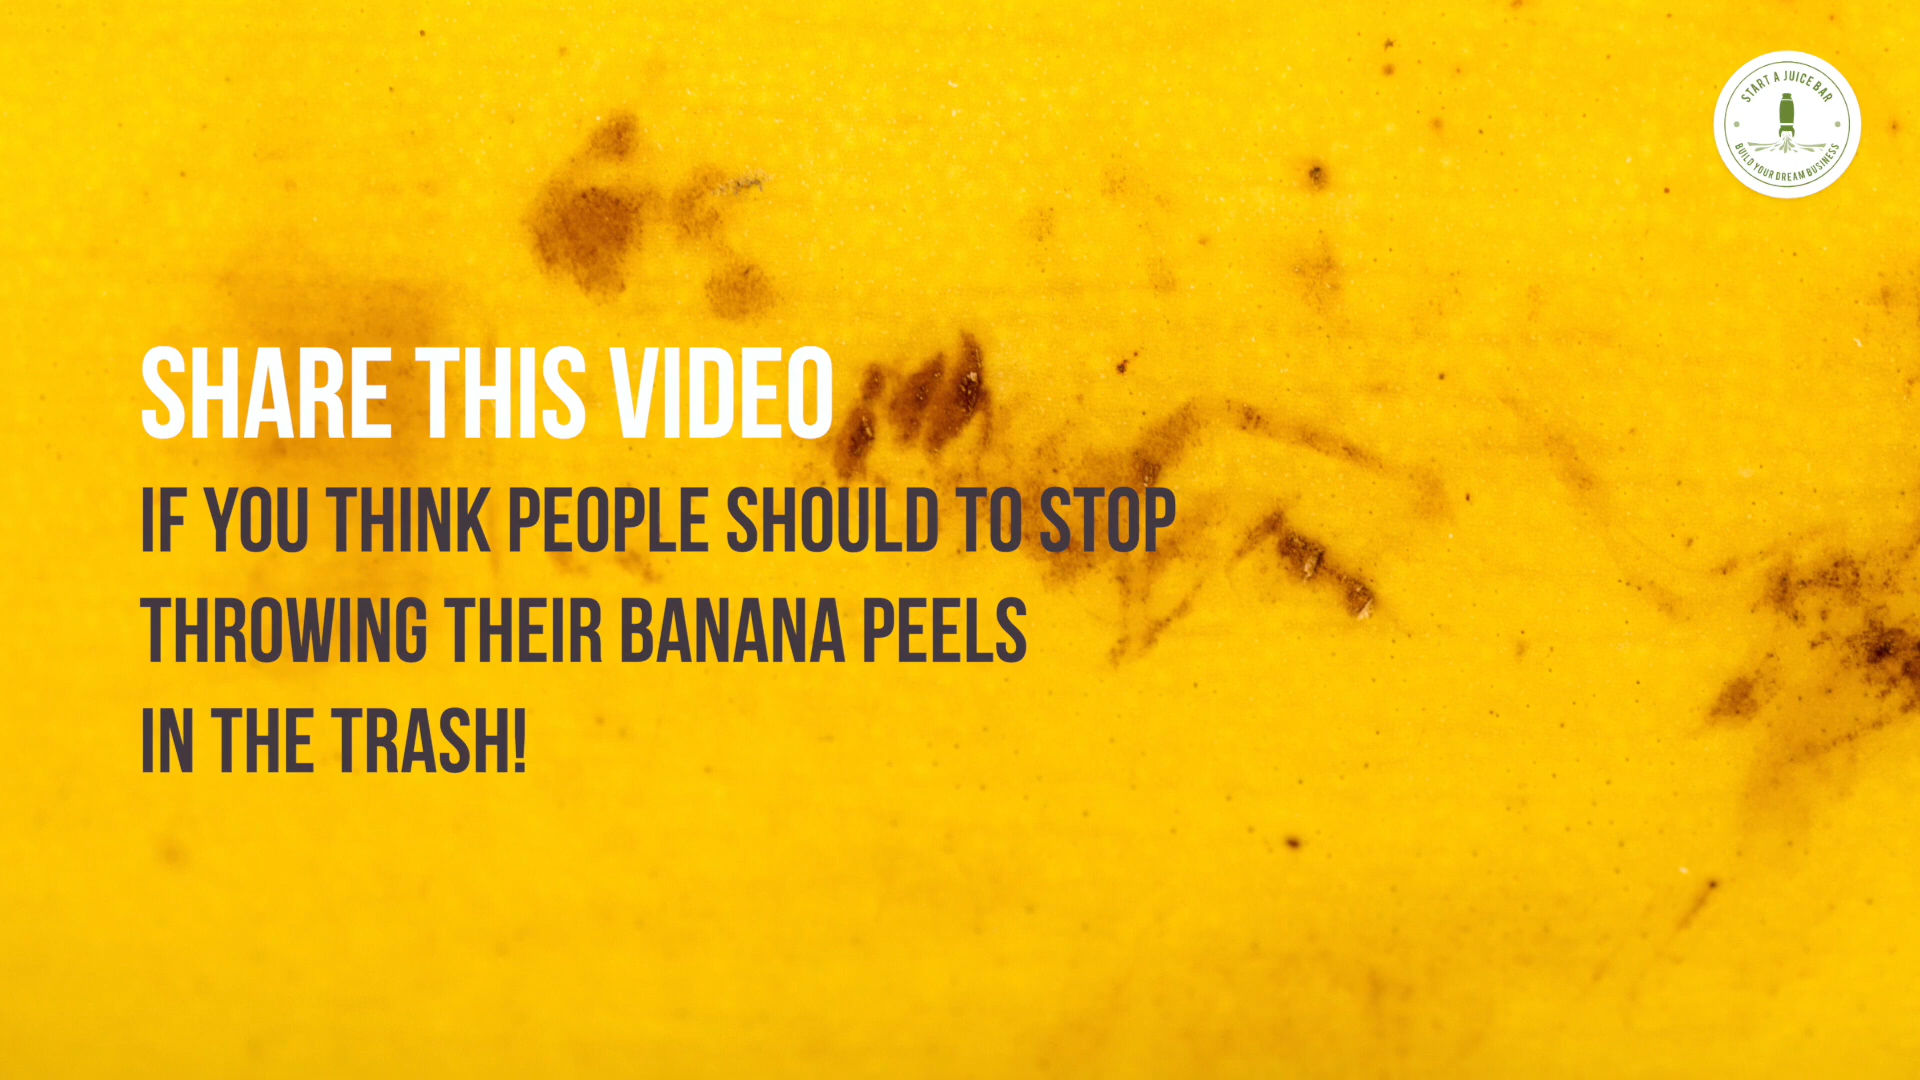 START A JUICE BAR
BUILD YOUR DREAM BUSINESS
SHARE THIS VIDEO
IF YOU THINK PEOPLE SHOULD TO STOP
THROWING THEIR BANANA PEELS
IN THE TRASH!